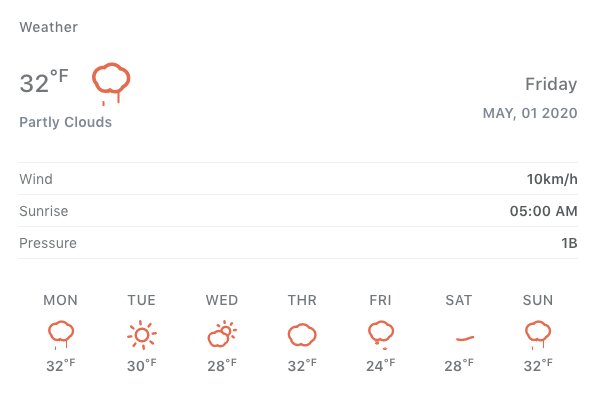 Weather
32°F
Friday
Partly Clouds
MAY, 01 2020
Wind 10km/h
Sunrise 05:00 AM
Pressure 1B
MON TUE WED THR FRI SAT SUN
32°F 30°F 28°F 32°F 24°F 28°F 32°F